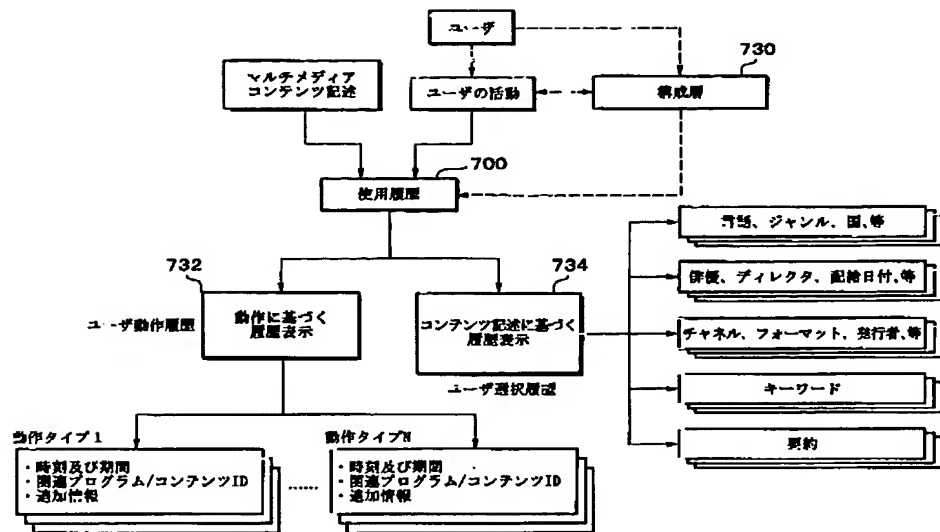 ユーザ
730
マルチメディア
コンテンツ記述
ユーザの活動
構成層
700
使用履歴
言語、ジャンル、国、等
732
734
俳優、ディレクタ、配給日付、等
ユーザ動作履歴
動作に基づく
履歴表示
コンテンツ記述に基づく
履歴表示
チャネル、フォーマット、発行者、等
ユーザ選択履歴
キーワード
要約
動作タイプ1
・時刻及び期間
・関連プログラム/コンテンツID
・追加情報
……
動作タイプN
・時刻及び期間
・関連プログラム/コンテンツID
・追加情報